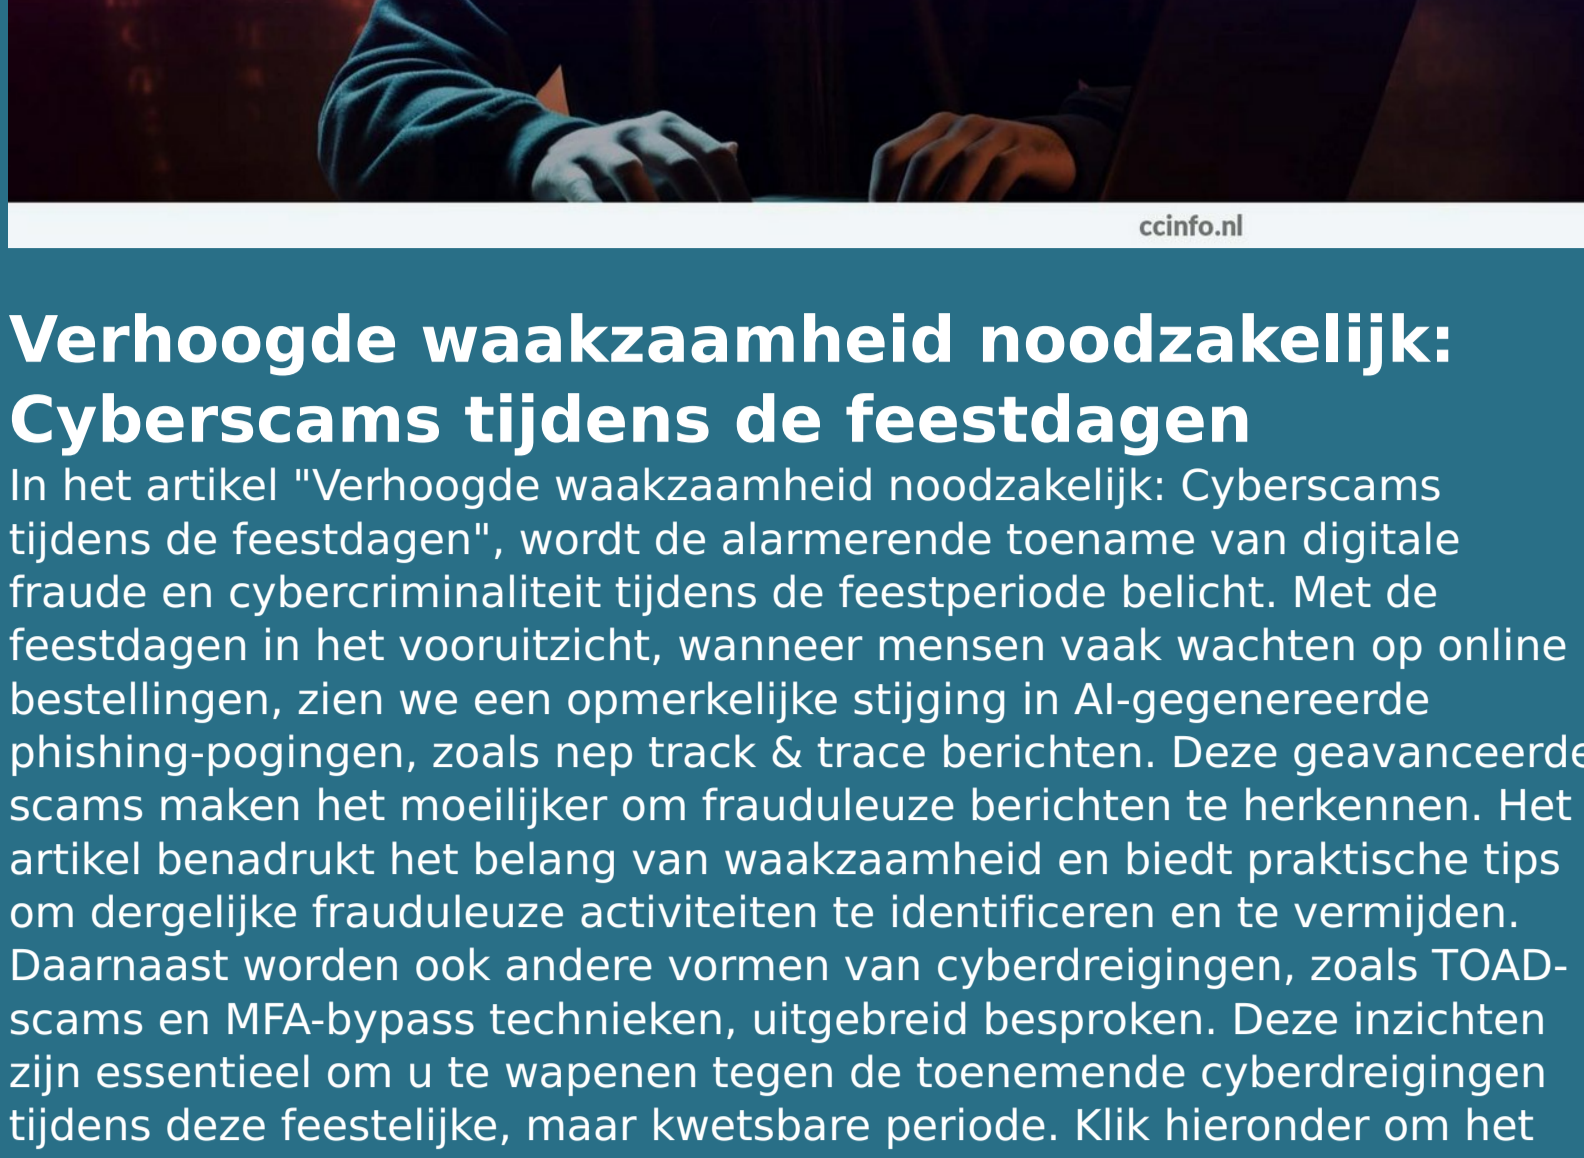 ccinfo.nl
Verhoogde waakzaamheid noodzakelijk:
Cyberscams tijdens de feestdagen
In het artikel "Verhoogde waakzaamheid noodzakelijk: Cyberscams
tijdens de feestdagen", wordt de alarmerende toename van digitale
fraude en cybercriminaliteit tijdens de feestperiode belicht. Met de
feestdagen in het vooruitzicht, wanneer mensen vaak wachten op online
bestellingen, zien we een opmerkelijke stijging in AI-gegenereerde
phishing-pogingen, zoals nep track & trace berichten. Deze geavanceerde
scams maken het moeilijker om frauduleuze berichten te herkennen. Het
artikel benadrukt het belang van waakzaamheid en biedt praktische tips
om dergelijke frauduleuze activiteiten te identificeren en te vermijden.
Daarnaast worden ook andere vormen van cyberdreigingen, zoals TOAD-
scams en MFA-bypass technieken, uitgebreid besproken. Deze inzichten
zijn essentieel om u te wapenen tegen de toenemende cyberdreigingen
tijdens deze feestelijke, maar kwetsbare periode. Klik hieronder om het